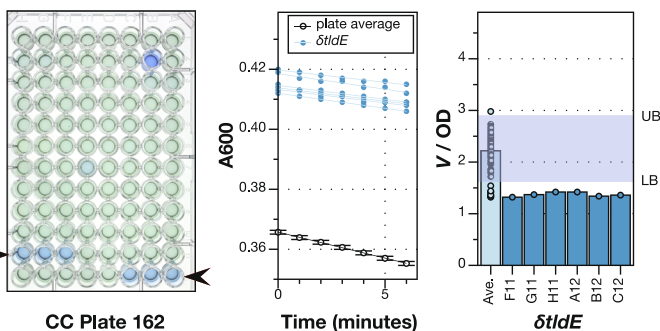 plate average
δtldE
0.42
0.40
0.38
0.36
A600
0
5
Time (minutes)
CC Plate 162
4
3
2
1
0
V / OD
UB
LB
Ave.
F11
G11
H11
A12
B12
C12
δtldE